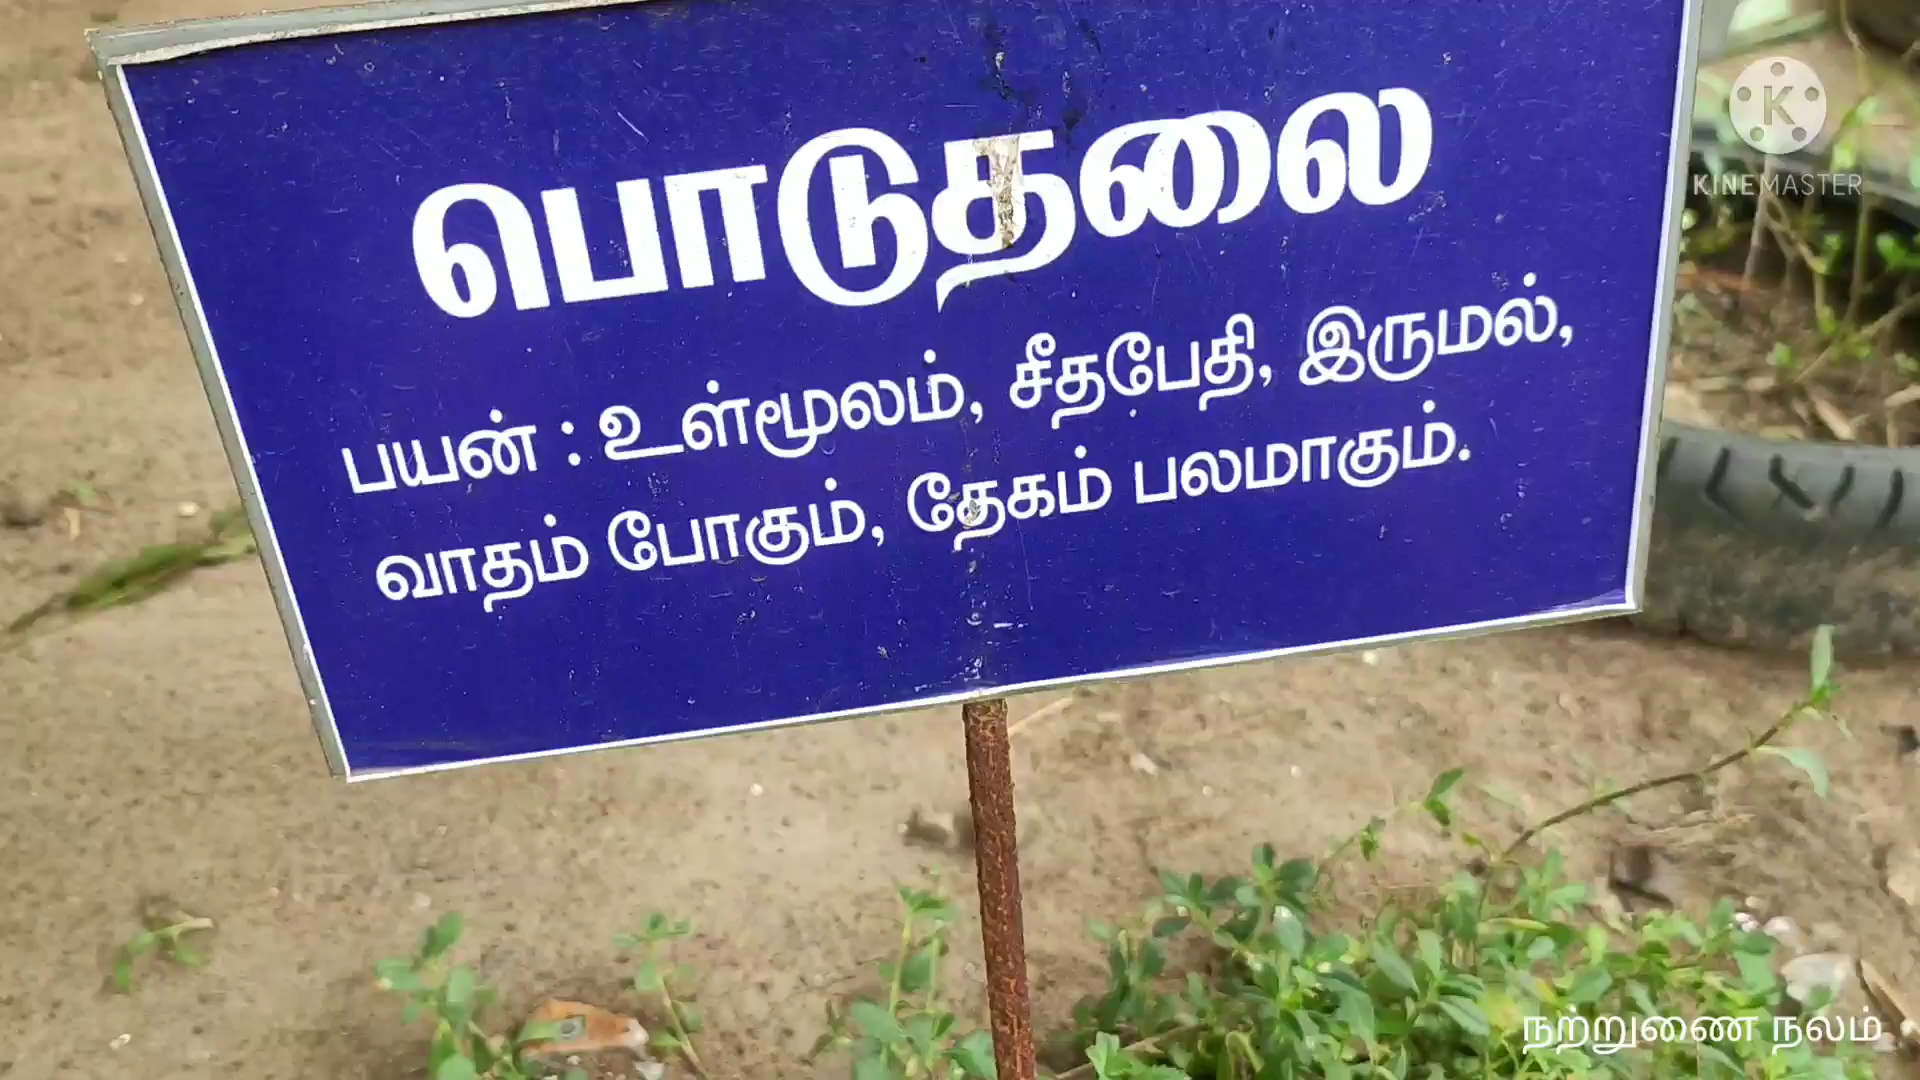 பொடுதலை
பயன் : உள்மூலம், சீதபேதி, இருமல்,
வாதம் போகும், தேகம் பலமாகும்.
KINEMASTER
நற்றுணை நலம்